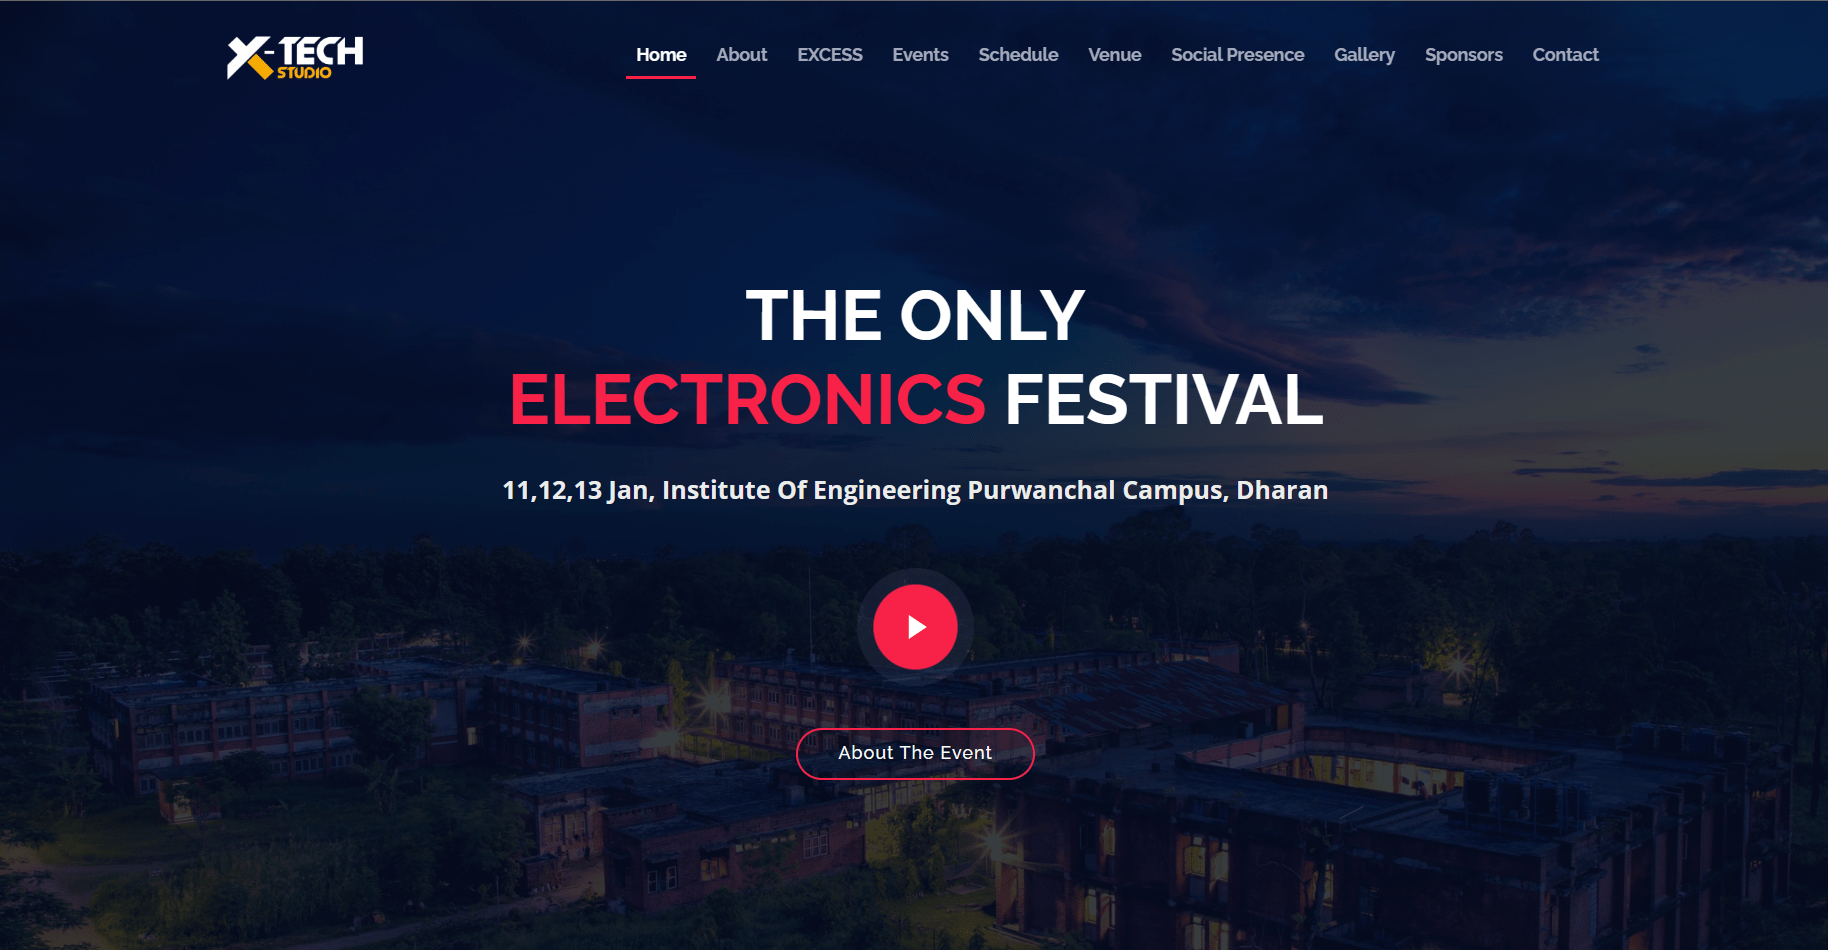 X-TECH
STUDIO
Home About EXCESS Events Schedule Venue Social Presence Gallery Sponsors Contact
THE ONLY
ELECTRONICS FESTIVAL
11,12,13 Jan, Institute Of Engineering Purwanchal Campus, Dharan
About The Event